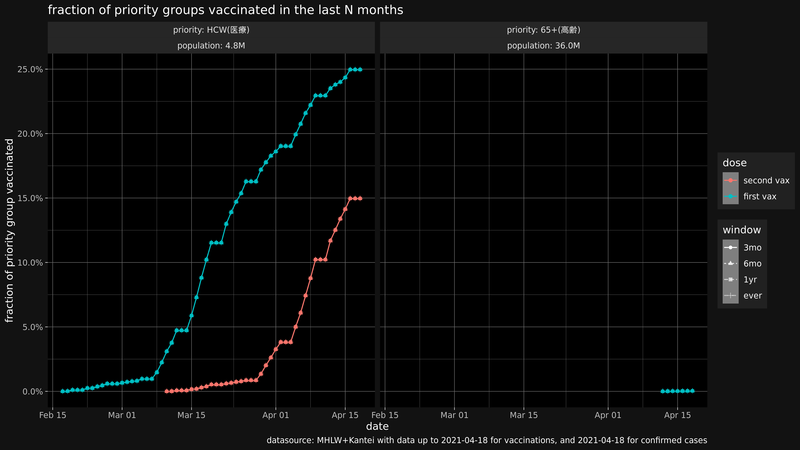 fraction of priority groups vaccinated in the last N months
priority: HCW(医療)
population: 4.8M
priority: 65+(高齢)
population: 36.0M
fraction of priority group vaccinated
25.0%
20.0%
15.0%
10.0%
5.0%
0.0%
Feb 15
Mar 01
Mar 15
Apr 01
Apr 15
Feb 15
Mar 01
Mar 15
Apr 01
Apr 15
date
dose
second vax
first vax
window
3mo
6mo
1yr
ever
datasource: MHLW+Kantei with data up to 2021-04-18 for vaccinations, and 2021-04-18 for confirmed cases